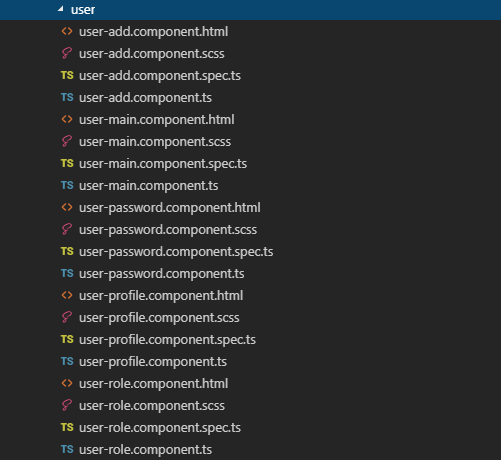 user
user-add.component.html
user-add.component.scss
TS user-add.component.spec.ts
TS user-add.component.ts
user-main.component.html
user-main.component.scss
TS user-main.component.spec.ts
TS user-main.component.ts
user-password.component.html
user-password.component.scss
TS user-password.component.spec.ts
TS user-password.component.ts
user-profile.component.html
user-profile.component.scss
TS user-profile.component.spec.ts
TS user-profile.component.ts
user-role.component.html
user-role.component.scss
TS user-role.component.spec.ts
TS user-role.component.ts